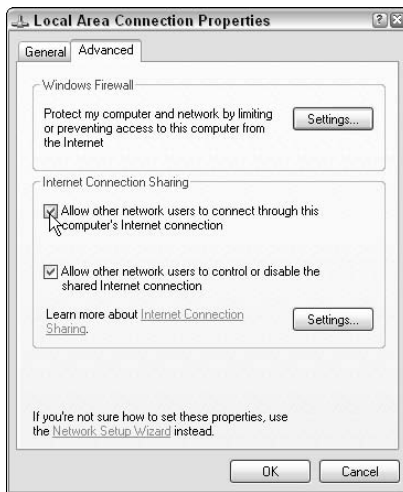 Local Area Connection Properties
General Advanced
Windows Firewall
Protect my computer and network by limiting
or preventing access to this computer from
the Internet
Settings...
Internet Connection Sharing
Allow other network users to connect through this
computer's Internet connection
Allow other network users to control or disable the
shared Internet connection
Learn more about Internet Connection
Sharing.
Settings...
If you're not sure how to set these properties, use
the Network Setup Wizard instead.
OK Cancel